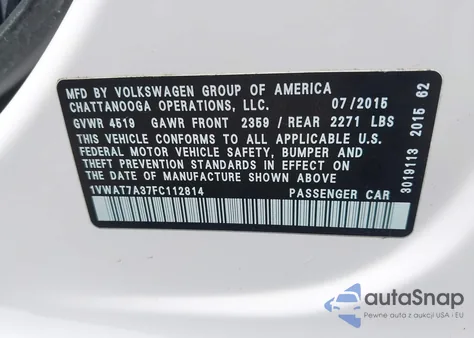 MFD BY VOLKSWAGEN GROUP OF AMERICA
CHATTANOOGA OPERATIONS, LLC. 07/2015
GVWR 4519 GAWR FRONT 2359 / REAR 2271 LBS
THIS VEHICLE CONFORMS TO ALL APPLICABLE U.S.
FEDERAL MOTOR VEHICLE SAFETY, BUMPER AND
THEFT PREVENTION STANDARDS IN EFFECT ON
THE DATE OF MANUFACTURE SHOWN ABOVE
1VWAT7A37FC112814 PASSENGER CAR
3019113 2015 62
autoSnap
Pewne auta z aukcji USA i EU